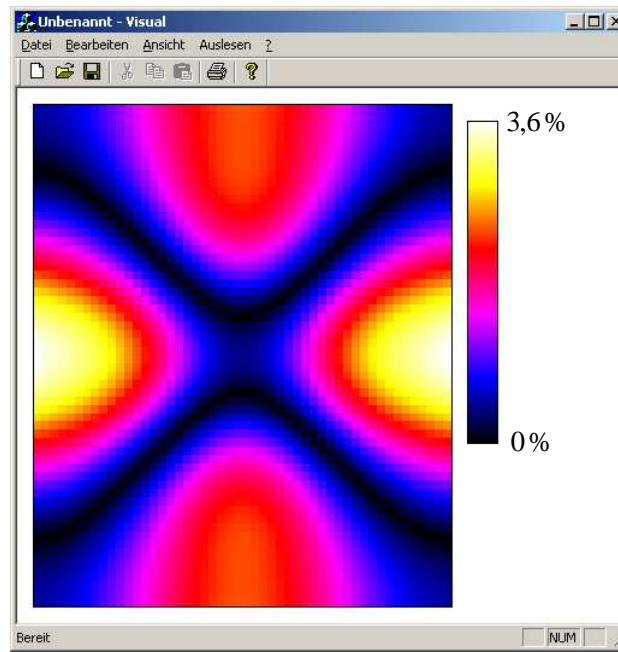 Unbenannt - Visual
Datei Bearbeiten Ansicht Auslesen ?
3,6 %
0 %
Bereit NUM